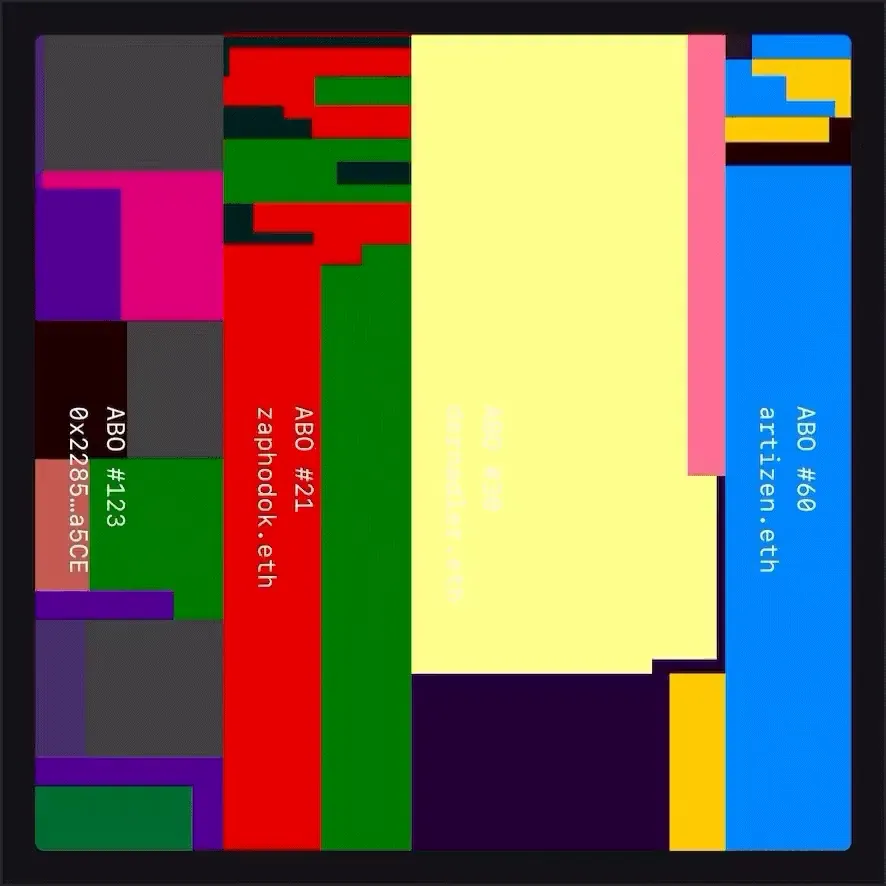 ABO #123
0x2285…a5CE
ABO #21
zaphodok.eth
ABO #60
artizen.eth